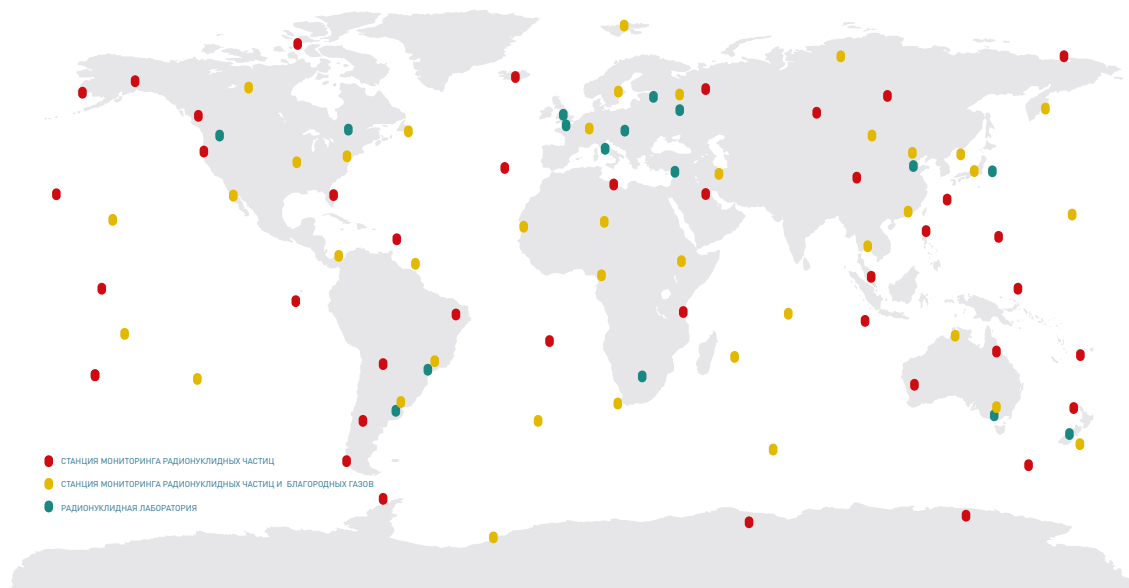 СТАНЦИЯ МОНИТОРИНГА РАДИОНУКЛИДНЫХ ЧАСТИЦ
СТАНЦИЯ МОНИТОРИНГА РАДИОНУКЛИДНЫХ ЧАСТИЦ И БЛАГОРОДНЫХ ГАЗОВ
РАДИОНУКЛИДНАЯ ЛАБОРАТОРИЯ